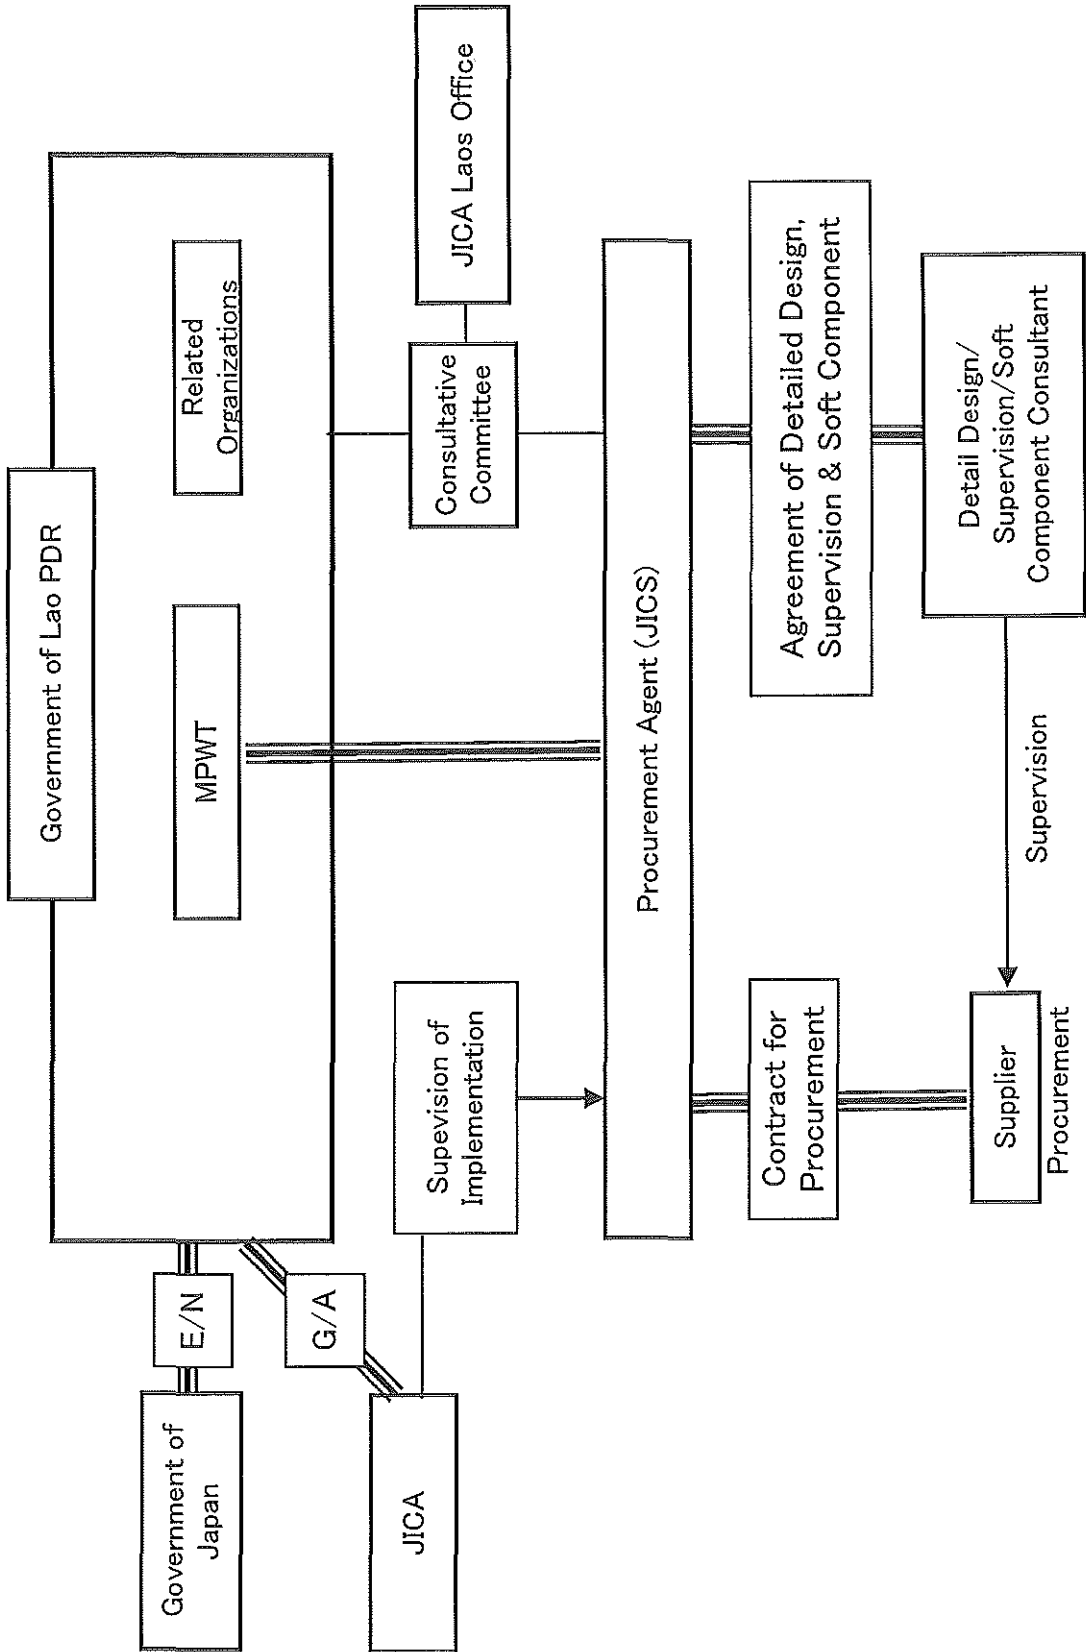 Government of Lao PDR
Government of
Japan
E/N
MPWT
Related
Organizations
G/A
JICA
Supevision of
Implementation
Consultative
Committee
JICA Laos Office
Procurement Agent (JICS)
Contract for
Procurement
Agreement of Detailed Design,
Supervision & Soft Component
Supplier
Procurement
Supervision
Detail Design/
Supervision/Soft
Component Consultant